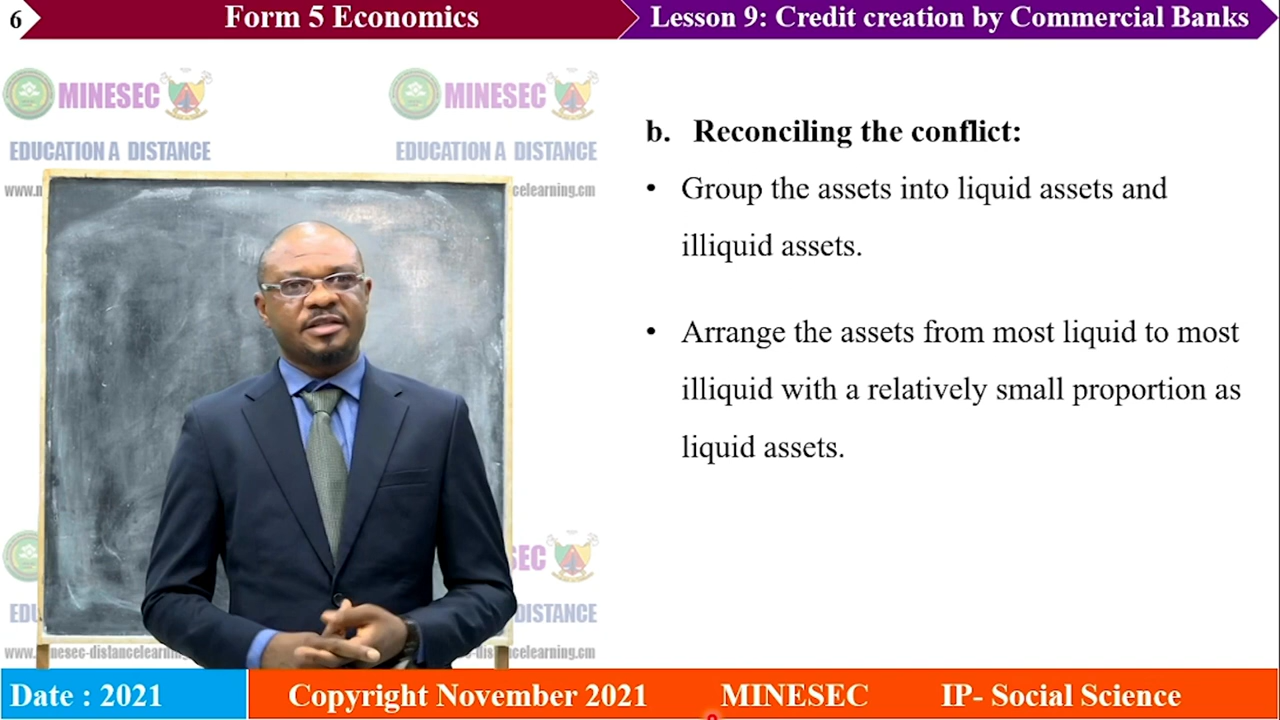 6
Form 5 Economics
Lesson 9: Credit creation by Commercial Banks
MINESEC
MINESEC
EDUCATION A DISTANCE
EDUCATION A DISTANCE
b. Reconciling the conflict:
• Group the assets into liquid assets and
illiquid assets.
• Arrange the assets from most liquid to most
illiquid with a relatively small proportion as
liquid assets.
DISTANCE
Date : 2021
Copyright November 2021
MINESEC
IP- Social Science